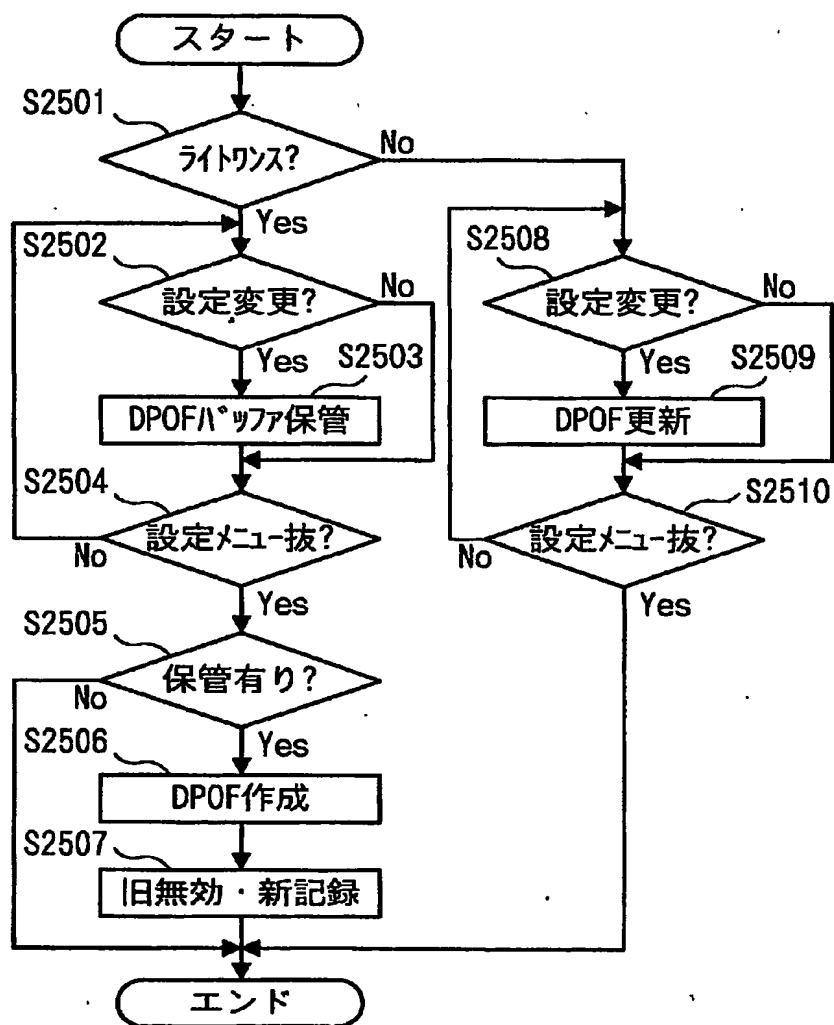 スタート
S2501
ライトワンス?
No
Yes
S2502
設定変更?
No
Yes
S2503
DPOFバッファ保管
S2504
設定メニュー抜?
No
Yes
S2505
保管有り?
No
Yes
S2506
DPOF作成
S2507
旧無効・新記録
S2508
設定変更?
No
Yes
S2509
DPOF更新
S2510
設定メニュー抜?
No
Yes
エンド